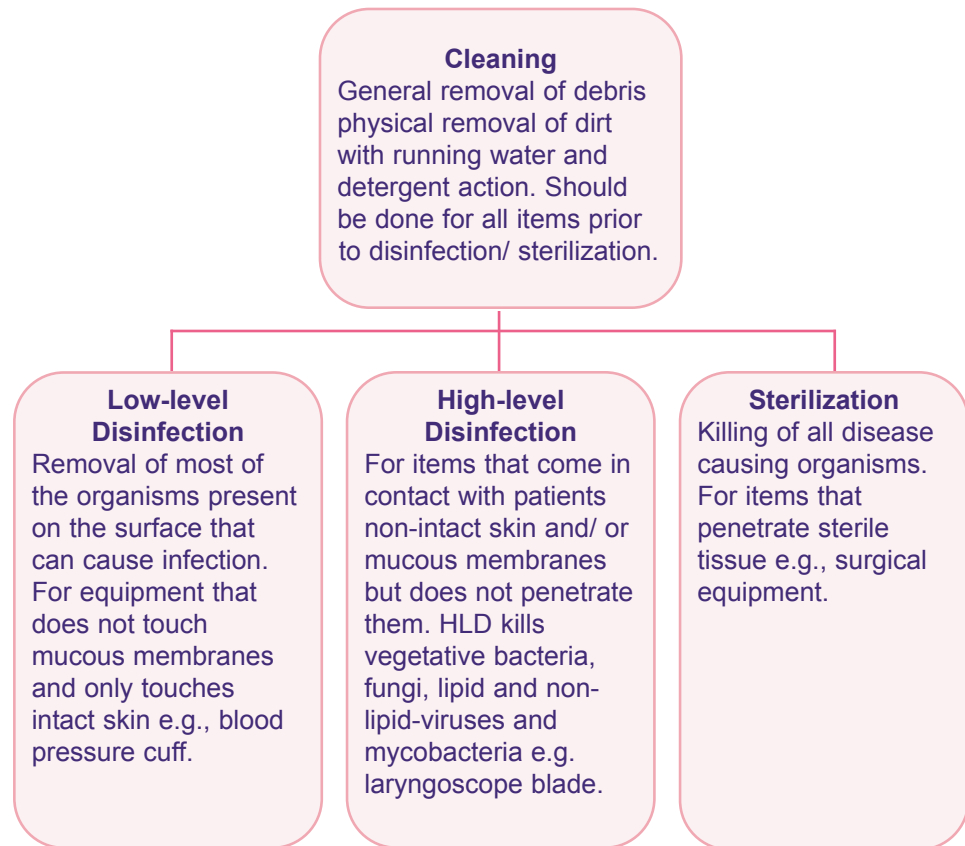 Cleaning
General removal of debris
physical removal of dirt
with running water and
detergent action. Should
be done for all items prior
to disinfection/ sterilization.
Low-level
Disinfection
Removal of most of
the organisms present
on the surface that
can cause infection.
For equipment that
does not touch
mucous membranes
and only touches
intact skin e.g., blood
pressure cuff.
High-level
Disinfection
For items that come in
contact with patients
non-intact skin and/ or
mucous membranes
but does not penetrate
them. HLD kills
vegetative bacteria,
fungi, lipid and non-
lipid-viruses and
mycobacteria e.g.
laryngoscope blade.
Sterilization
Killing of all disease
causing organisms.
For items that
penetrate sterile
tissue e.g., surgical
equipment.